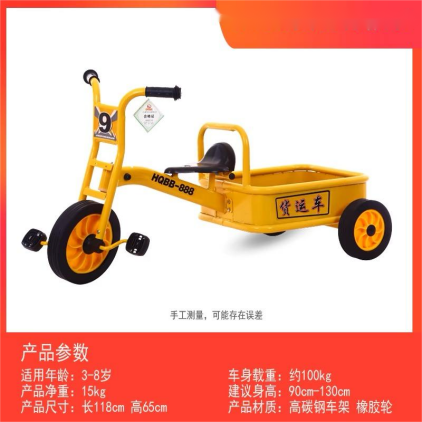 9
HQBB-888
货运车
手工测量，可能存在误差
产品参数
适用年龄：3-8岁
车身载重：约100kg
产品净重：15kg
建议身高：90cm-130cm
产品尺寸：长118cm 高65cm
产品材质：高碳钢车架 橡胶轮